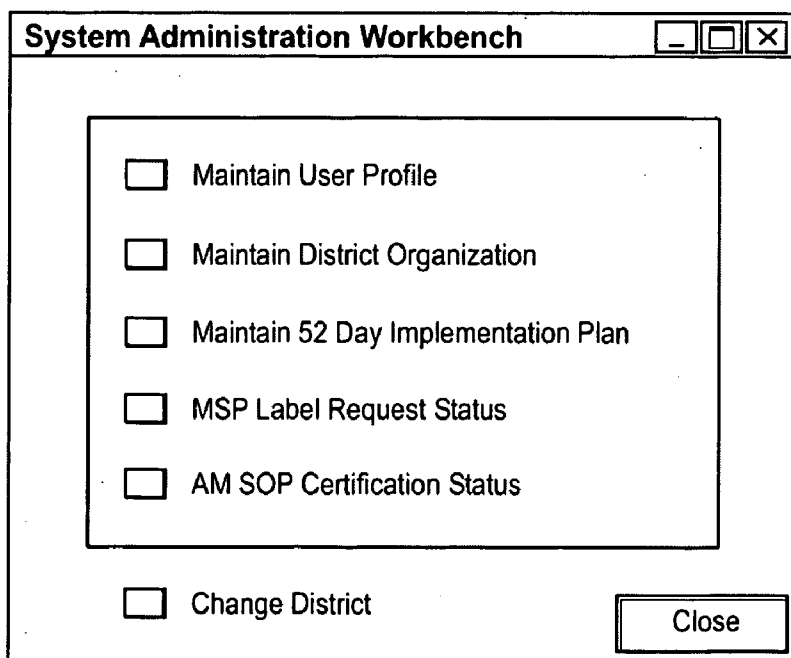 System Administration Workbench
Maintain User Profile
Maintain District Organization
Maintain 52 Day Implementation Plan
MSP Label Request Status
AM SOP Certification Status
Change District
Close